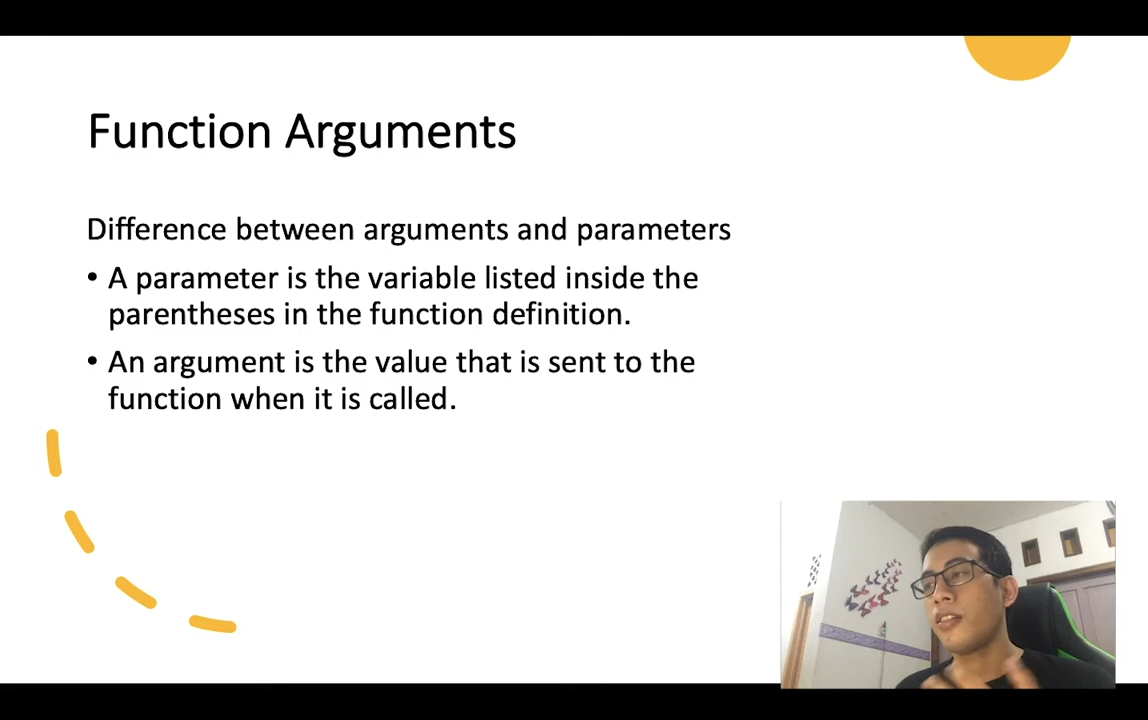 Function Arguments
Difference between arguments and parameters
• A parameter is the variable listed inside the
parentheses in the function definition.
• An argument is the value that is sent to the
function when it is called.